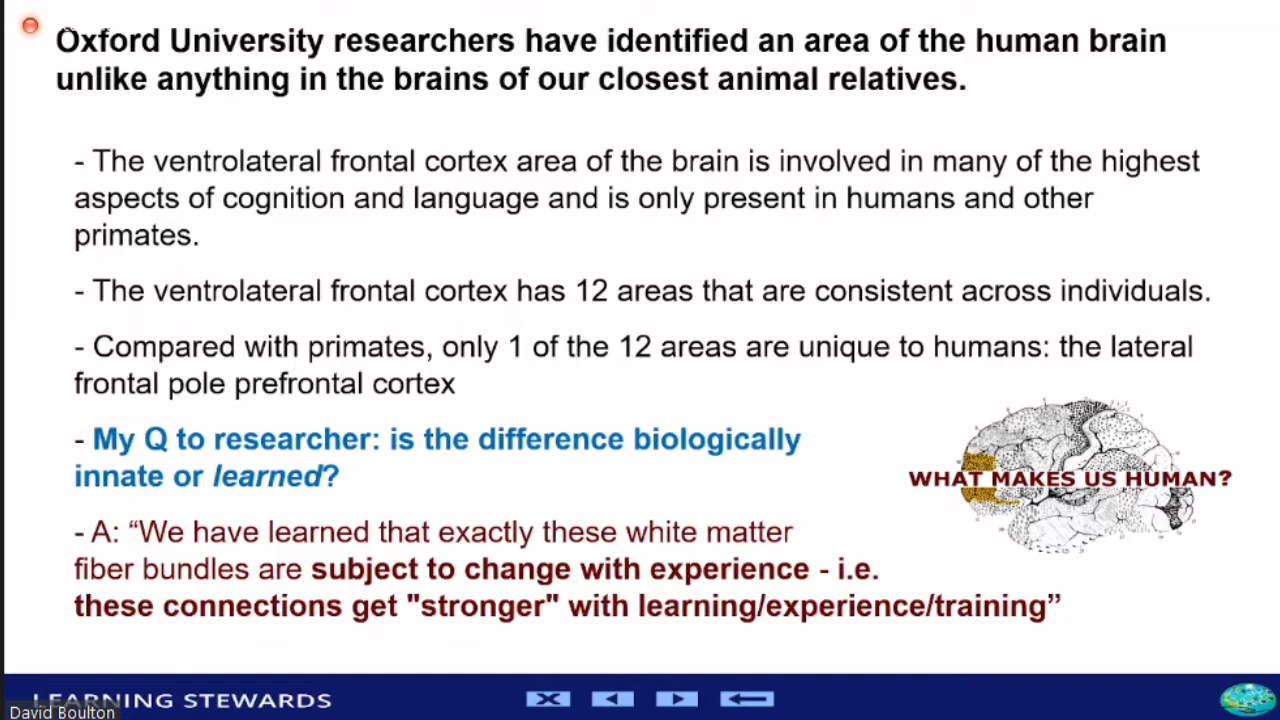 Oxford University researchers have identified an area of the human brain
unlike anything in the brains of our closest animal relatives.
- The ventrolateral frontal cortex area of the brain is involved in many of the highest
aspects of cognition and language and is only present in humans and other
primates.
- The ventrolateral frontal cortex has 12 areas that are consistent across individuals.
- Compared with primates, only 1 of the 12 areas are unique to humans: the lateral
frontal pole prefrontal cortex
- My Q to researcher: is the difference biologically
innate or learned?
WHAT MAKES US HUMAN?
- A: “We have learned that exactly these white matter
fiber bundles are subject to change with experience - i.e.
these connections get "stronger" with learning/experience/training”
LEARNING STEWARDS
David Boulton